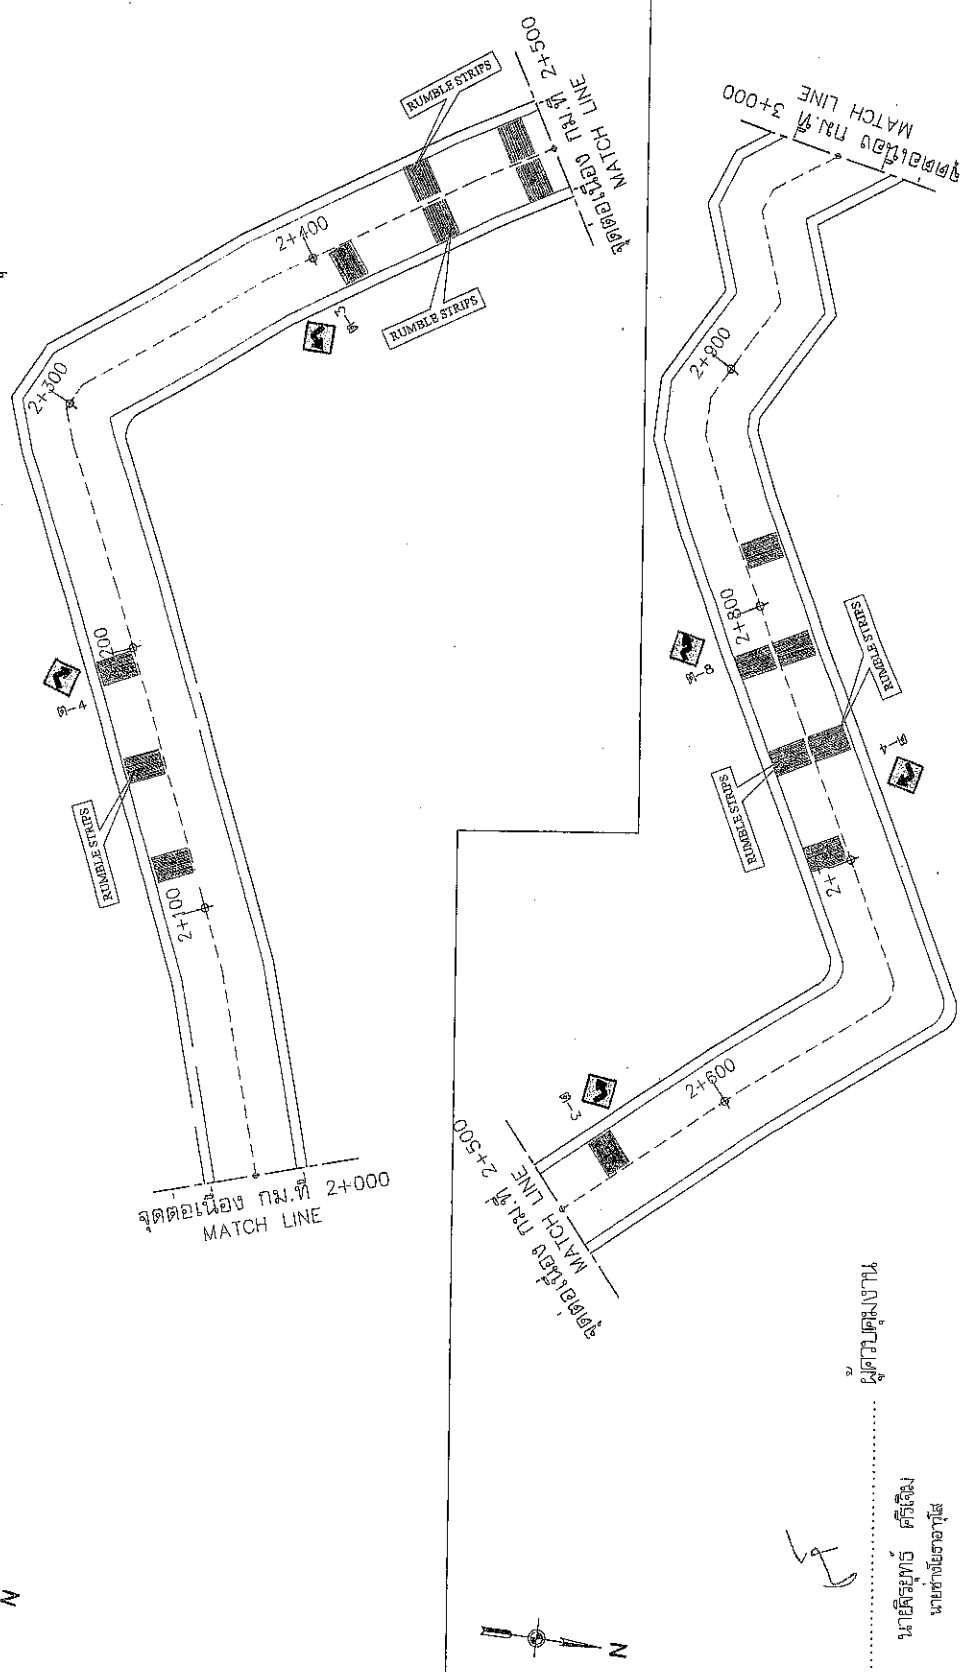 N
RUMBLE STRIPS
จุดต่อเนื่อง กม.ที่ 2+500
MATCH LINE
2+400
ต-3
RUMBLE STRIPS
2+300
200
ต-4
RUMBLE STRIPS
2+100
จุดต่อเนื่อง กม.ที่ 2+000
MATCH LINE
จุดต่อเนื่อง กม.ที่ 3+000
MATCH LINE
2+900
2+800
ต-8
RUMBLE STRIPS
RUMBLE STRIPS
ต-4
2+
2+600
ต-3
จุดต่อเนื่อง กม.ที่ 2+500
MATCH LINE
N
ผู้ควบคุมงาน